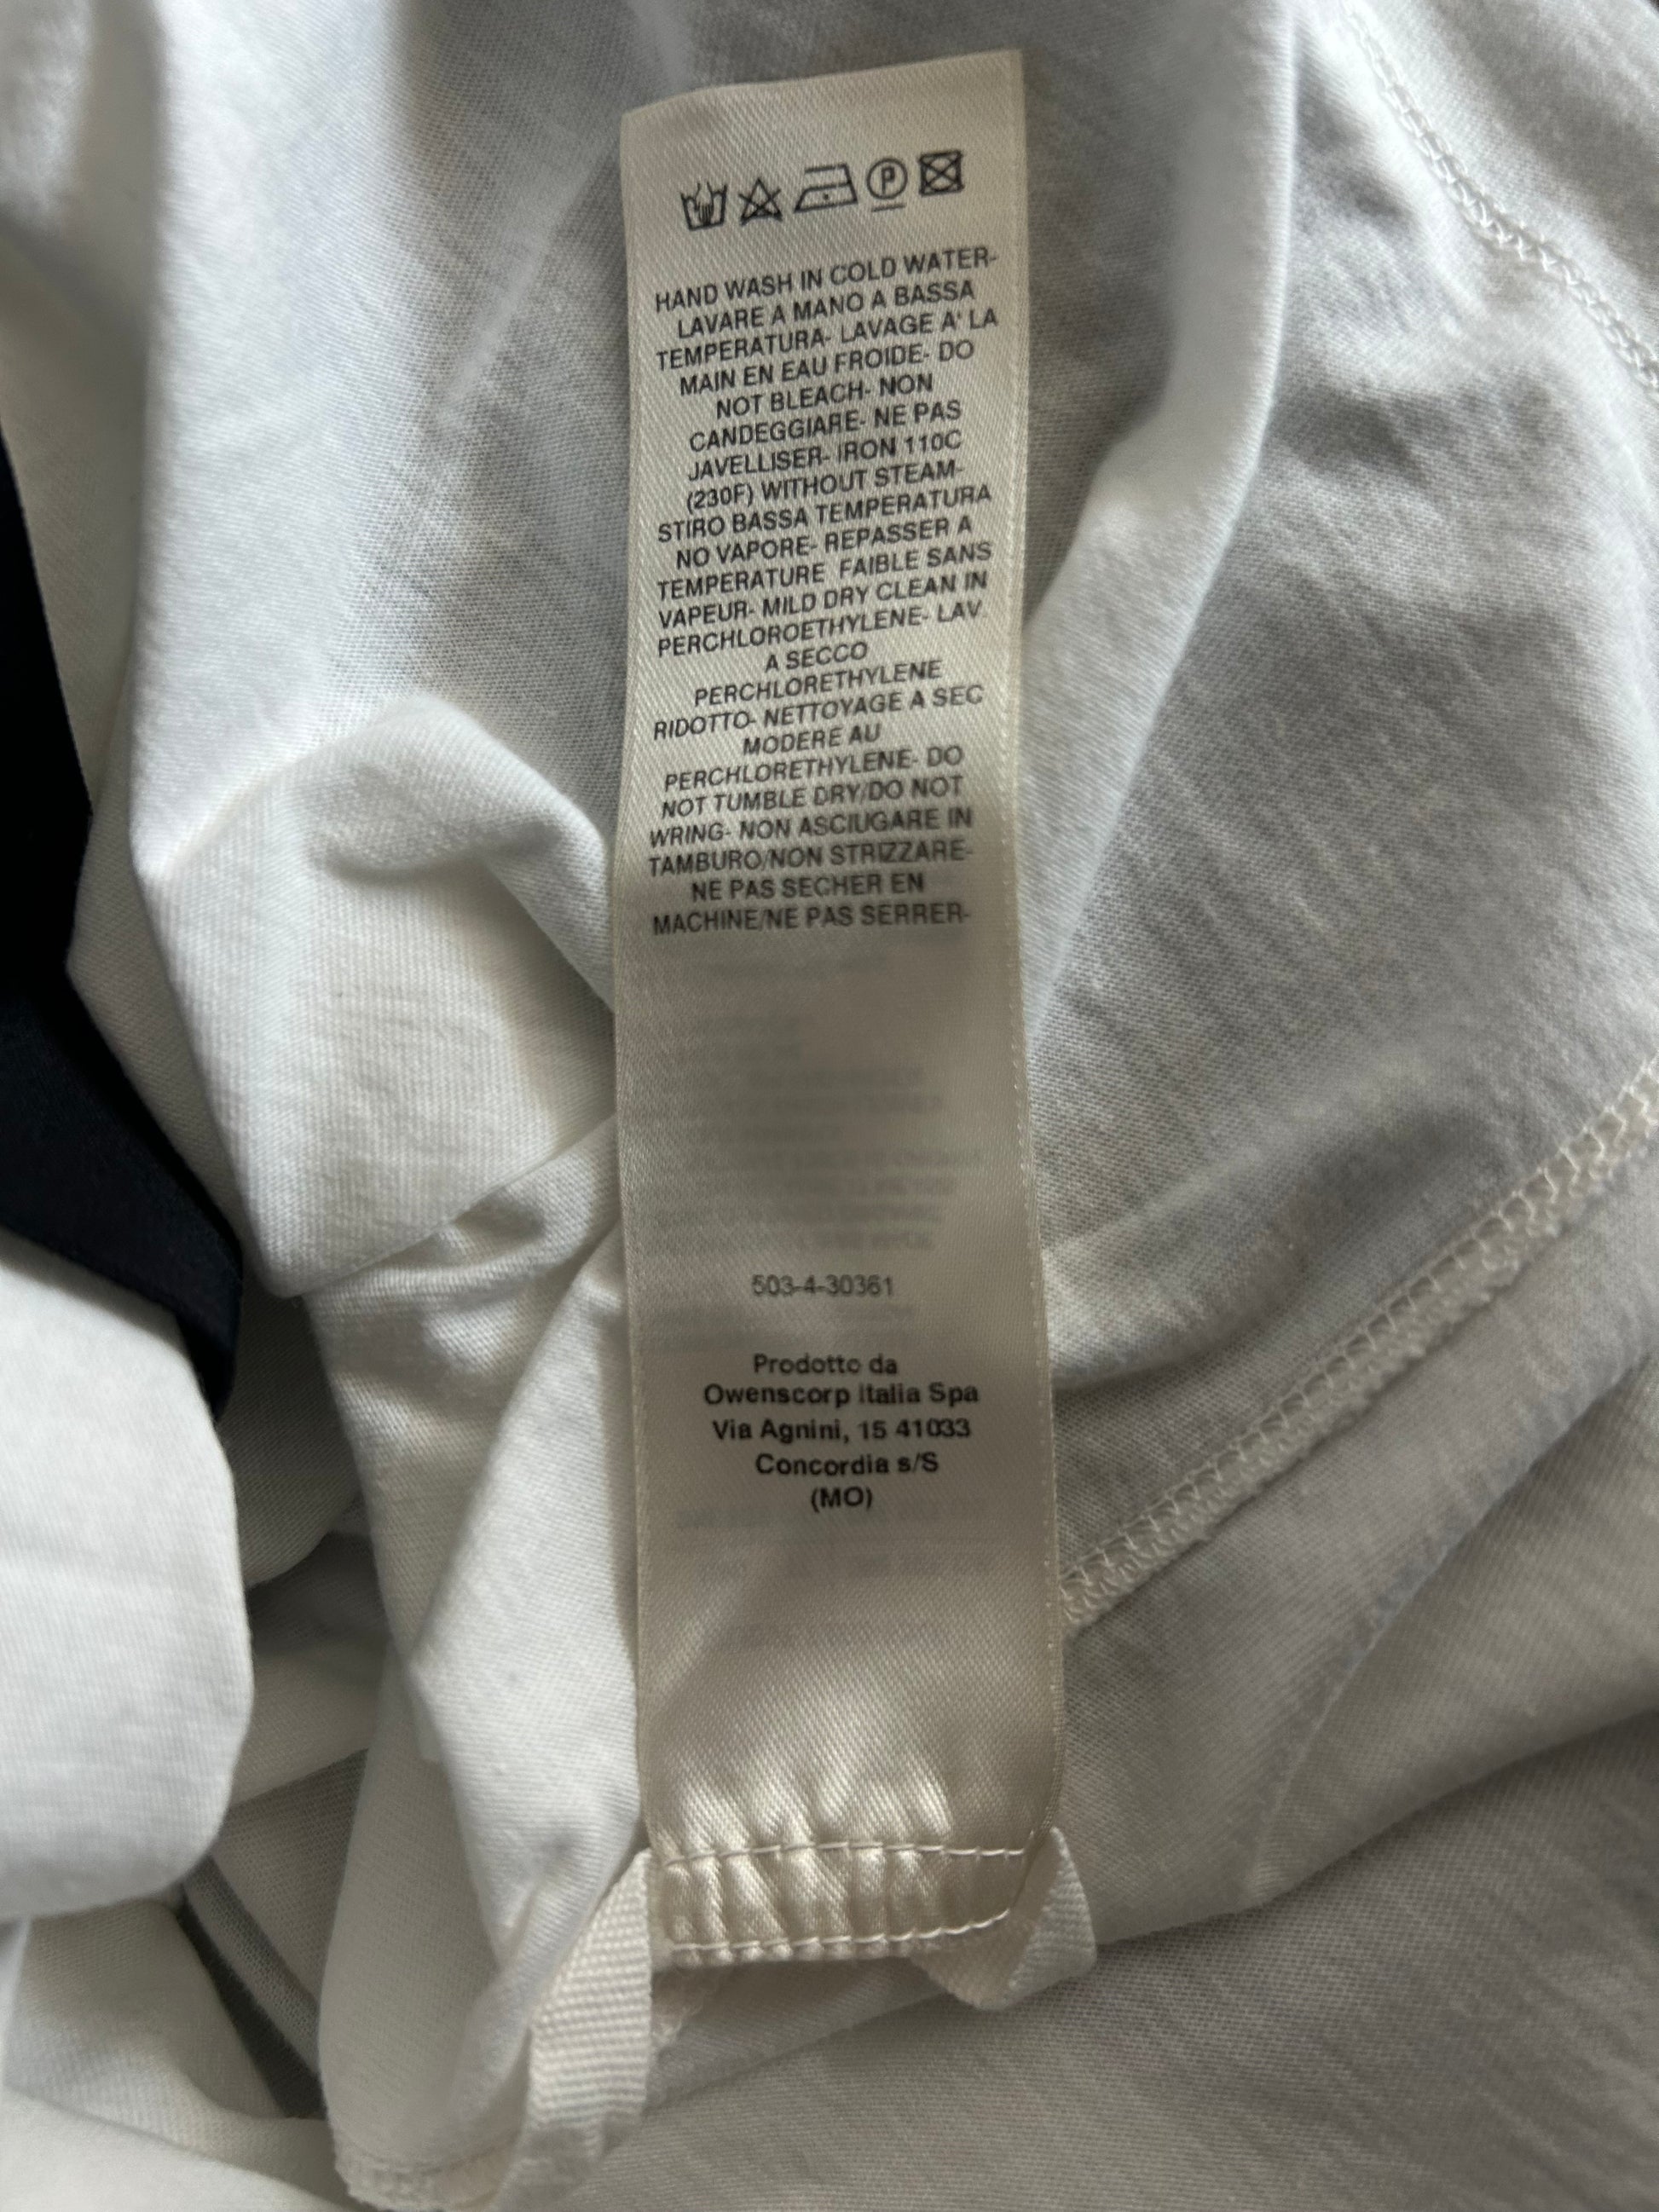 P
HAND WASH IN COLD WATER-
LAVARE A MANO A BASSA
TEMPERATURA- LAVAGE A' LA
MAIN EN EAU FROIDE- DO
NOT BLEACH- NON
CANDEGGIARE- NE PAS
JAVELLISER- IRON 110C
(230F) WITHOUT STEAM-
STIRO BASSA TEMPERATURA
NO VAPORE- REPASSER A
TEMPERATURE FAIBLE SANS
VAPEUR- MILD DRY CLEAN IN
PERCHLOROETHYLENE- LAV.
A SECCO
PERCHLORETHYLENE
RIDOTTO- NETTOYAGE A SEC
MODERE AU
PERCHLORETHYLENE- DO
NOT TUMBLE DRY/DO NOT
WRING- NON ASCIUGARE IN
TAMBURO/NON STRIZZARE-
NE PAS SECHER EN
MACHINE/NE PAS SERRER-
503-4-30361
Prodotto da
Owenscorp Italia Spa
Via Agnini, 15 41033
Concordia s/S
(MO)